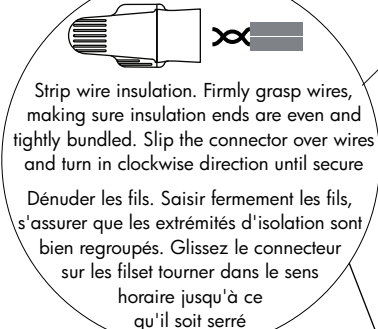 Strip wire insulation. Firmly grasp wires,
making sure insulation ends are even and
tightly bundled. Slip the connector over wires
and turn in clockwise direction until secure
Dénuder les fils. Saisir fermement les fils,
s'assurer que les extrémités d'isolation sont
bien regroupés. Glissez le connecteur
sur les filset tourner dans le sens
horaire jusqu'à ce
qu'il soit serré